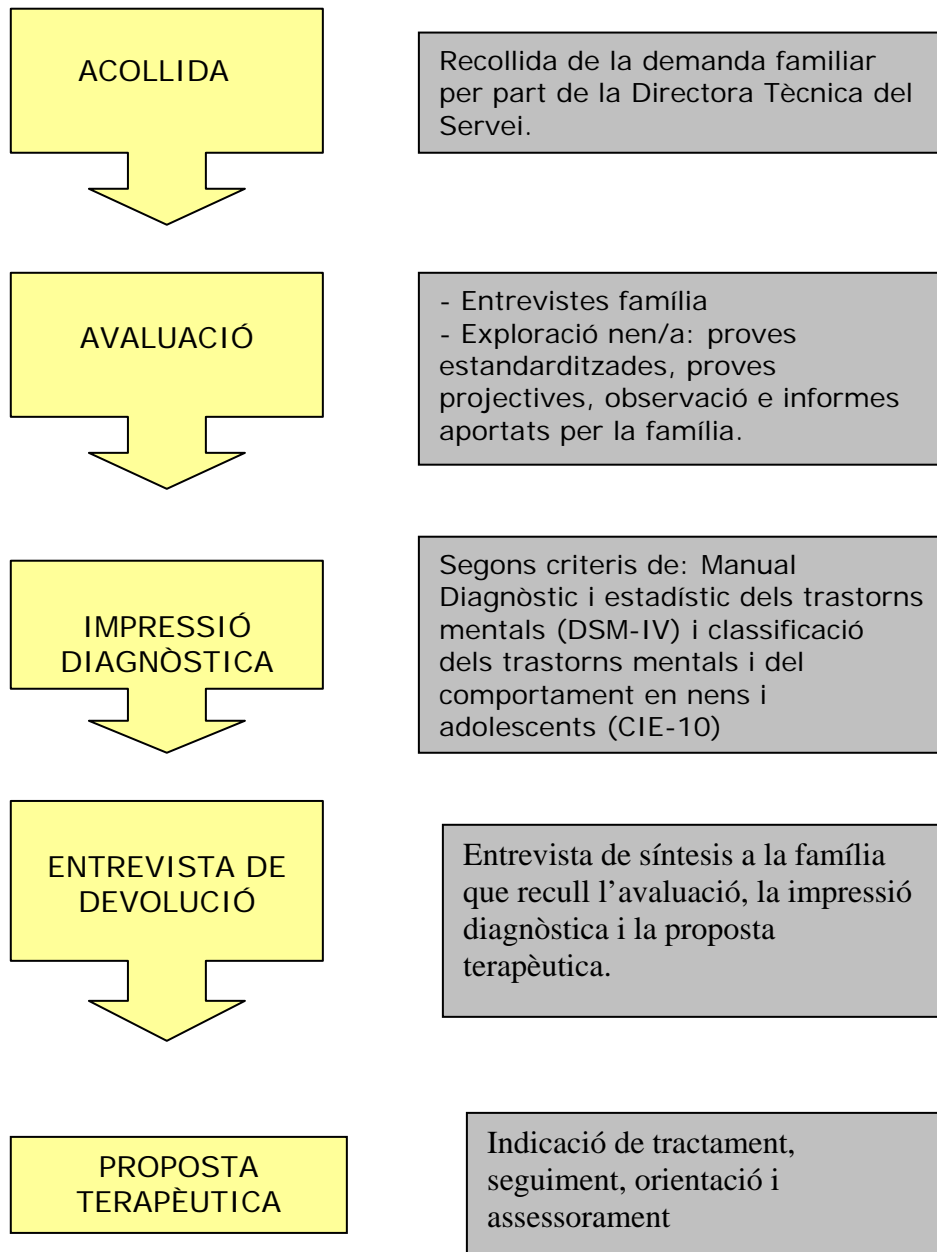 ACOLLIDA
Recollida de la demanda familiar
per part de la Directora Tècnica del
Servei.
AVALUACIÓ
- Entrevistes família
- Exploració nen/a: proves
estandarditzades, proves
projectives, observació e informes
aportats per la família.
IMPRESSIÓ
DIAGNÒSTICA
Segons criteris de: Manual
Diagnòstic i estadístic dels trastorns
mentals (DSM-IV) i classificació
dels trastorns mentals i del
comportament en nens i
adolescents (CIE-10)
ENTREVISTA DE
DEVOLUCIÓ
Entrevista de síntesis a la família
que recull l’avaluació, la impressió
diagnòstica i la proposta
terapèutica.
PROPOSTA
TERAPÈUTICA
Indicació de tractament,
seguiment, orientació i
assessorament